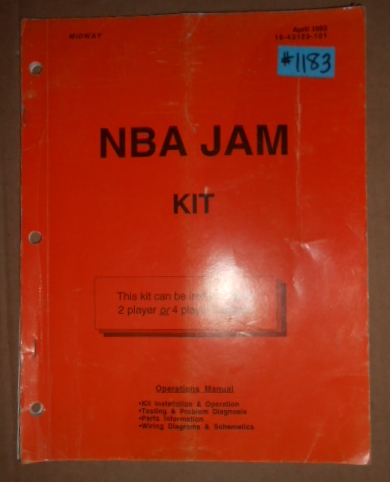 MIDWAY
April 1993
16-43123-101
#1183
NBA JAM
KIT
This kit can be
2 player or 4
Operations Manual
•Kit Installation & Operation
•Testing & Problem Diagnosis
•Parts Information
•Wiring Diagrams & Schematics